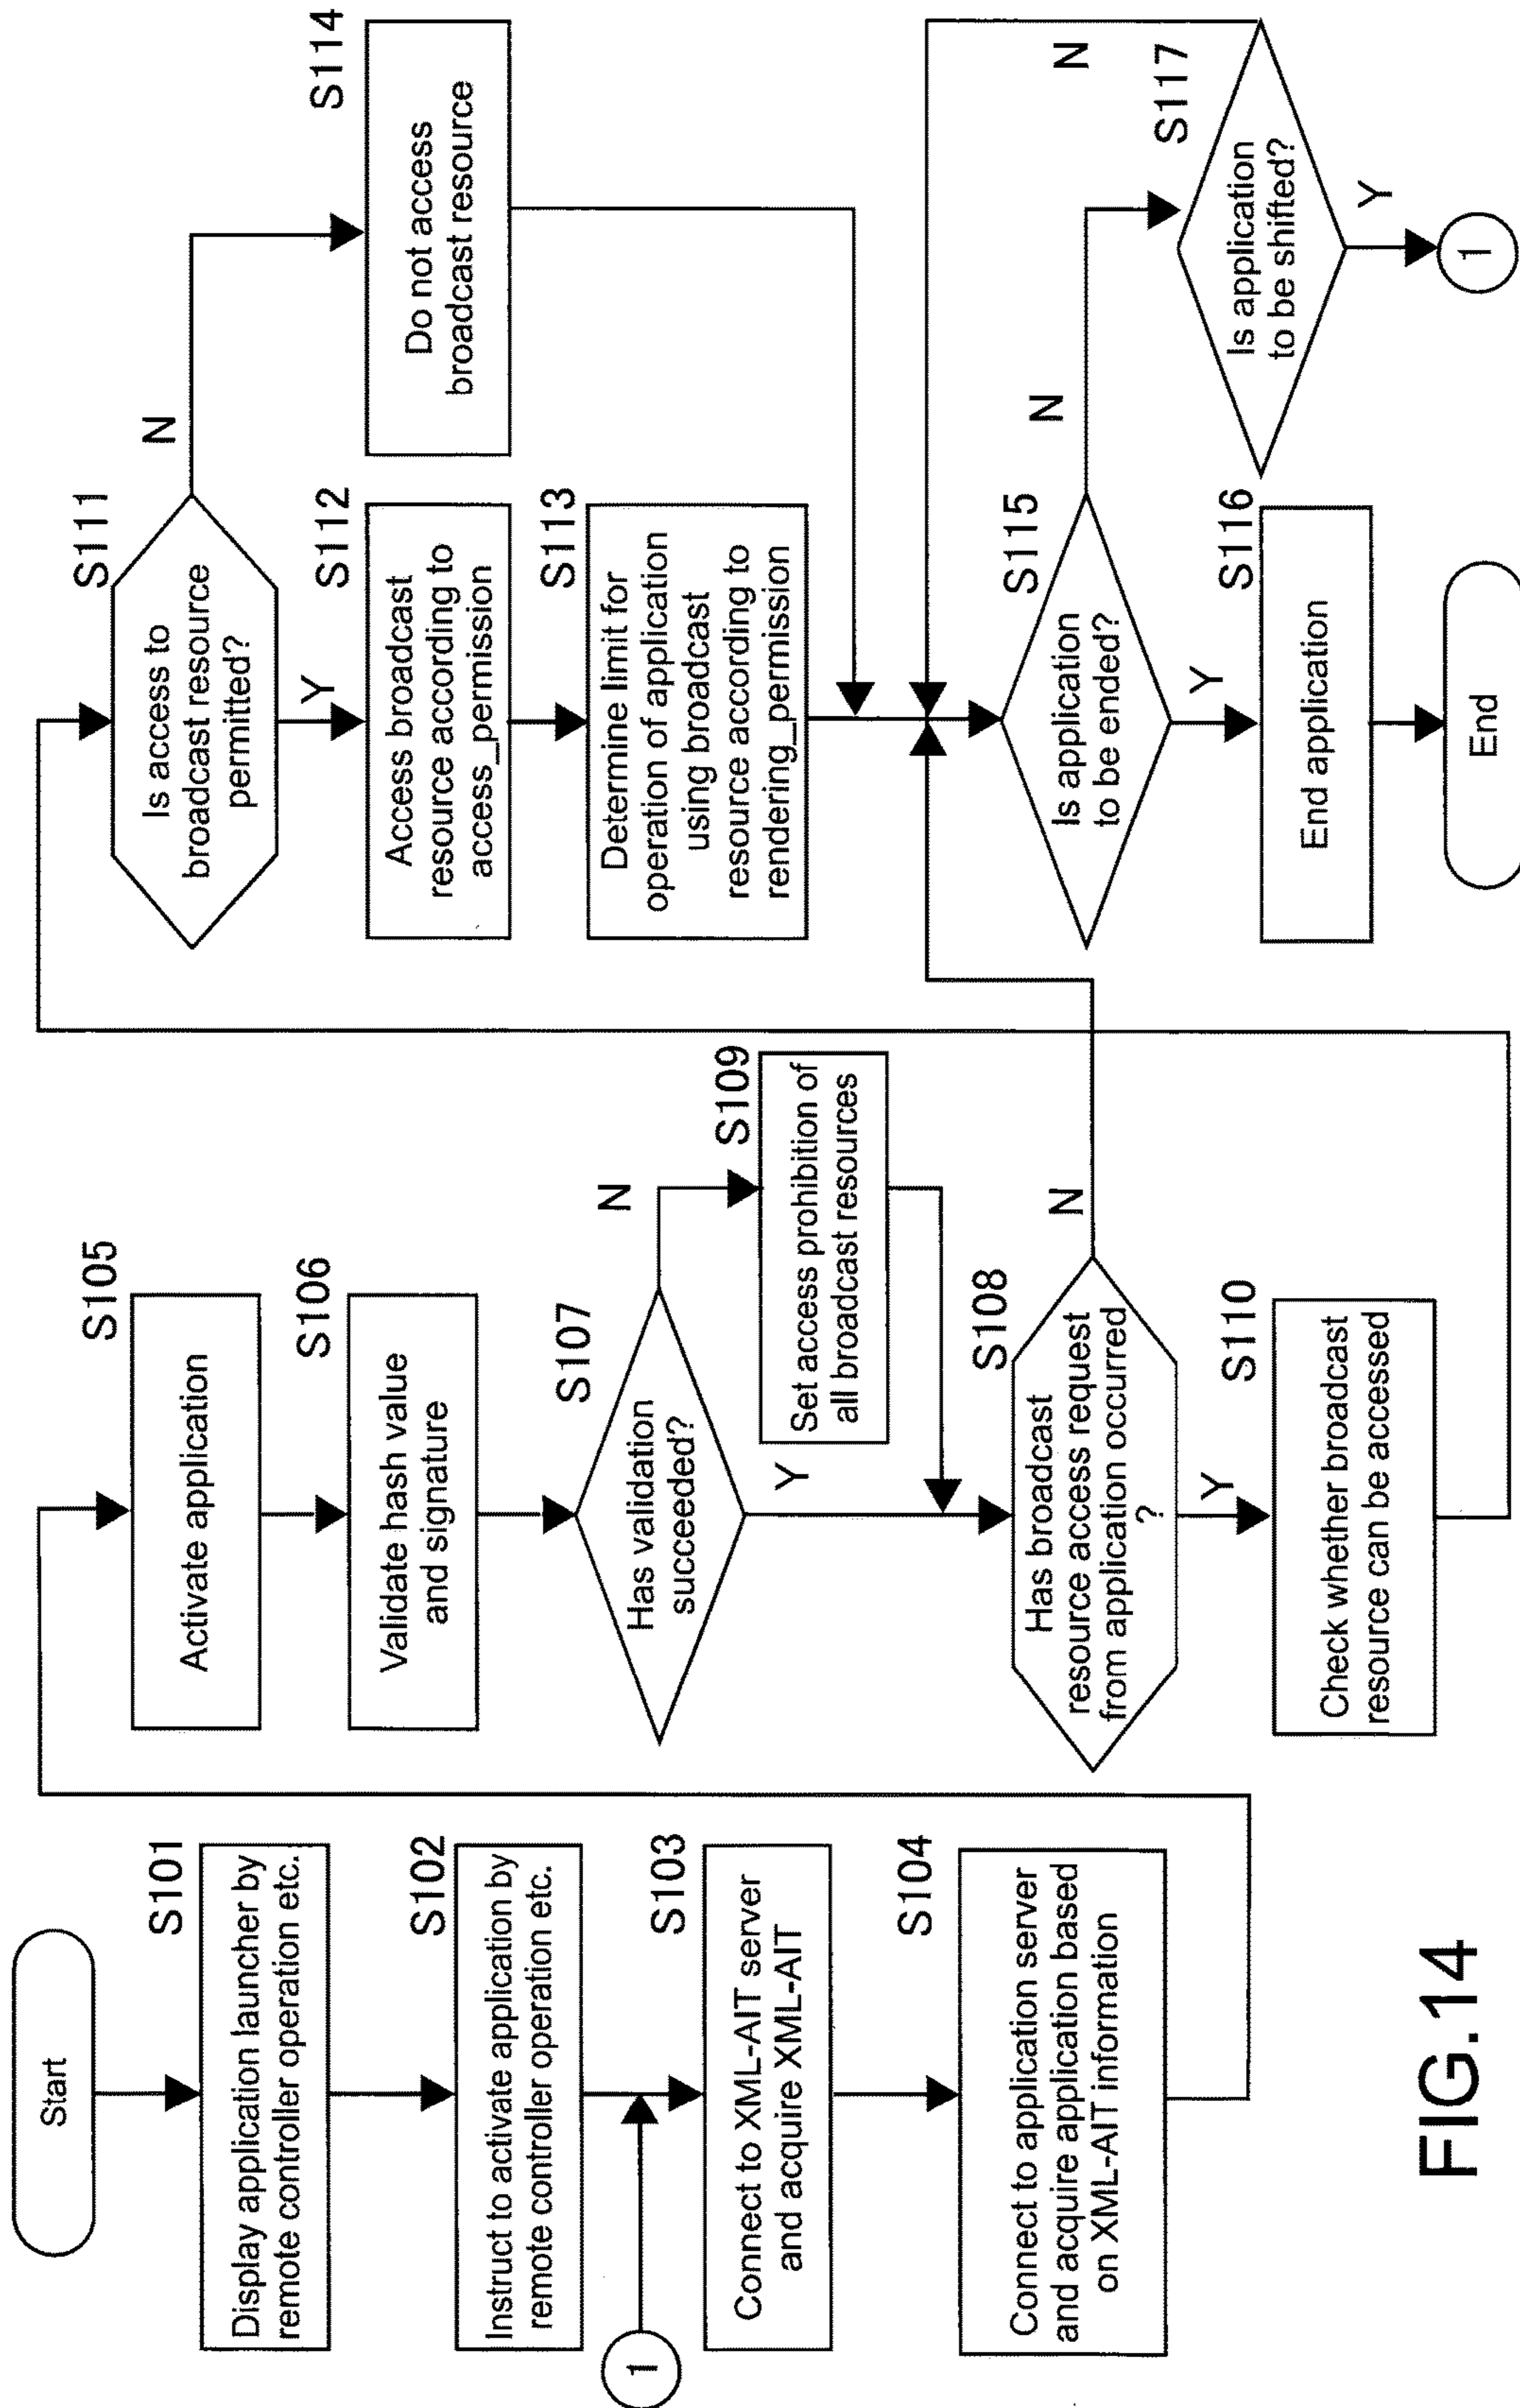 Start
S101
Display application launcher by
remote controller operation etc.
S102
Instruct to activate application by
remote controller operation etc.
1
S103
Connect to XML-AIT server
and acquire XML-AIT
S104
Connect to application server
and acquire application based
on XML-AIT information
S105
Activate application
S106
Validate hash value
and signature
S107
Has validation
succeeded?
N
Y
S109
Set access prohibition of
all broadcast resources
S108
Has broadcast
resource access request
from application occurred
?
N
Y
S110
Check whether broadcast
resource can be accessed
S111
Is access to
broadcast resource
permitted?
N
Y
S112
Access broadcast
resource according to
access_permission
S114
Do not access
broadcast resource
S113
Determine limit for
operation of application
using broadcast
resource according to
rendering_permission
S115
Is application
to be ended?
N
Y
S117
Is application
to be shifted?
N
Y
1
S116
End application
End
FIG.14